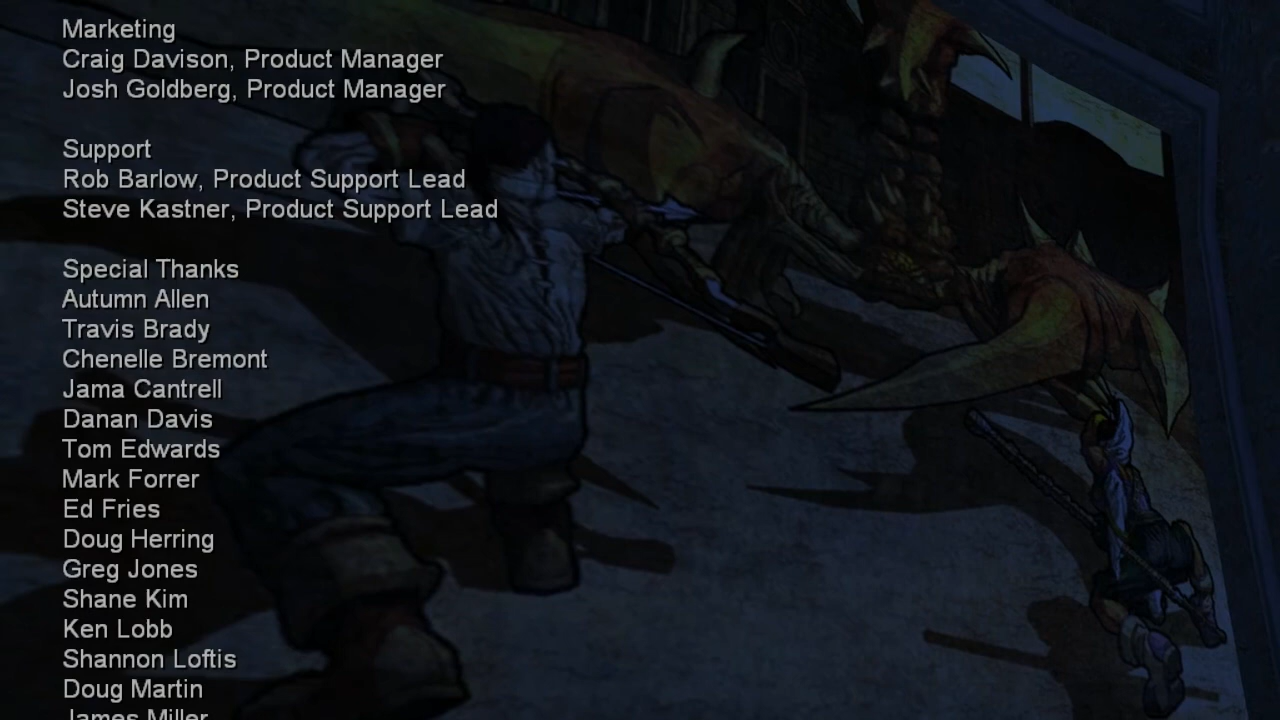 Marketing
Craig Davison, Product Manager
Josh Goldberg, Product Manager
Support
Rob Barlow, Product Support Lead
Steve Kastner, Product Support Lead
Special Thanks
Autumn Allen
Travis Brady
Chenelle Bremont
Jama Cantrell
Danan Davis
Tom Edwards
Mark Forrer
Ed Fries
Doug Herring
Greg Jones
Shane Kim
Ken Lobb
Shannon Loftis
Doug Martin
James Miller